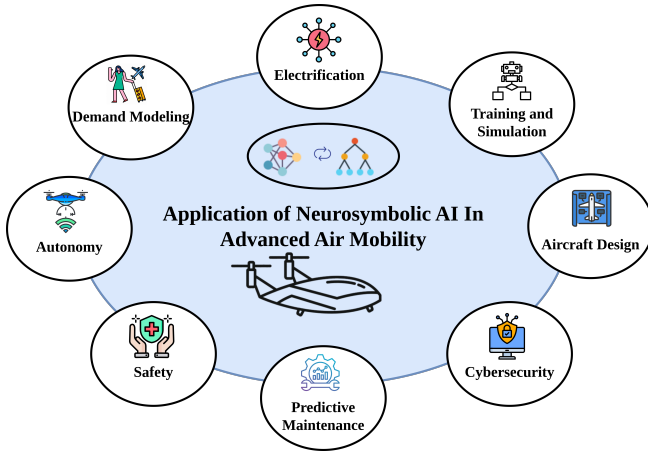 Electrification
Demand Modeling
Training and
Simulation
Application of Neurosymbolic AI In
Advanced Air Mobility
Autonomy
Aircraft Design
Safety
Cybersecurity
Predictive
Maintenance